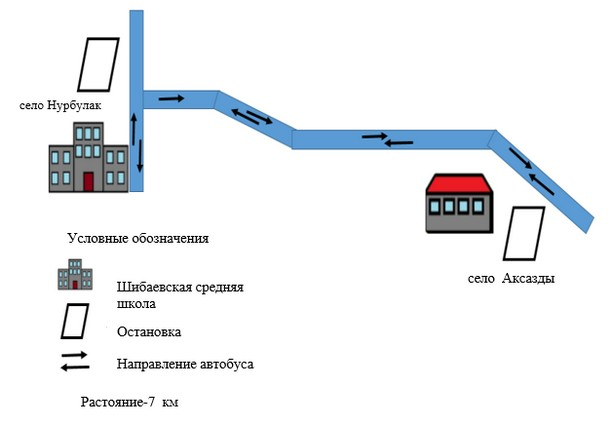 село Нурбулак
село Аксазды
Условные обозначения
Шибаевская средняя
школа
Остановка
Направление автобуса
Растояние-7 км